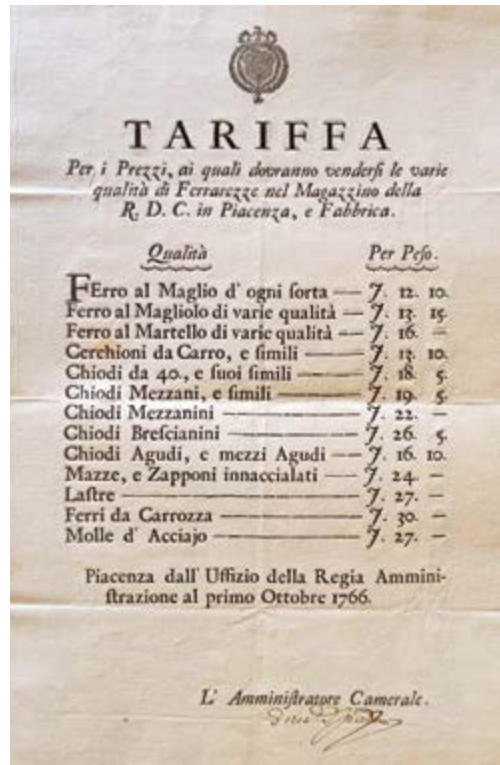 TARIFFA
Per i Prezzi, ai quali dovranno venderſi le varie
qualità di Ferrarezze nel Magazzino della
R. D. C. in Piacenza, e Fabbrica.
Qualità Per Peſo.
FErro al Maglio d' ogni ſorta — 7. 12. 10.
Ferro al Magliolo di varie qualità — 7. 13. 15.
Ferro al Martello di varie qualità — 7. 16. —
Cerchioni da Carro, e ſimili — 7. 13. 10.
Chiodi da 40., e ſuoi ſimili — 7. 18. 5.
Chiodi Mezzani, e ſimili — 7. 19. 5.
Chiodi Mezzanini — 7. 22. —
Chiodi Breſcianini — 7. 26. 5.
Chiodi Agudi, e mezzi Agudi — 7. 16. 10.
Mazze, e Zapponi innaccialati — 7. 24. —
Laſtre — 7. 27. —
Ferri da Carrozza — 7. 30. —
Molle d' Acciajo — 7. 27. —
Piacenza dall' Uffizio della Regia Ammini-
ſtrazione al primo Ottobre 1766.
L' Amminiſtratore Camerale.